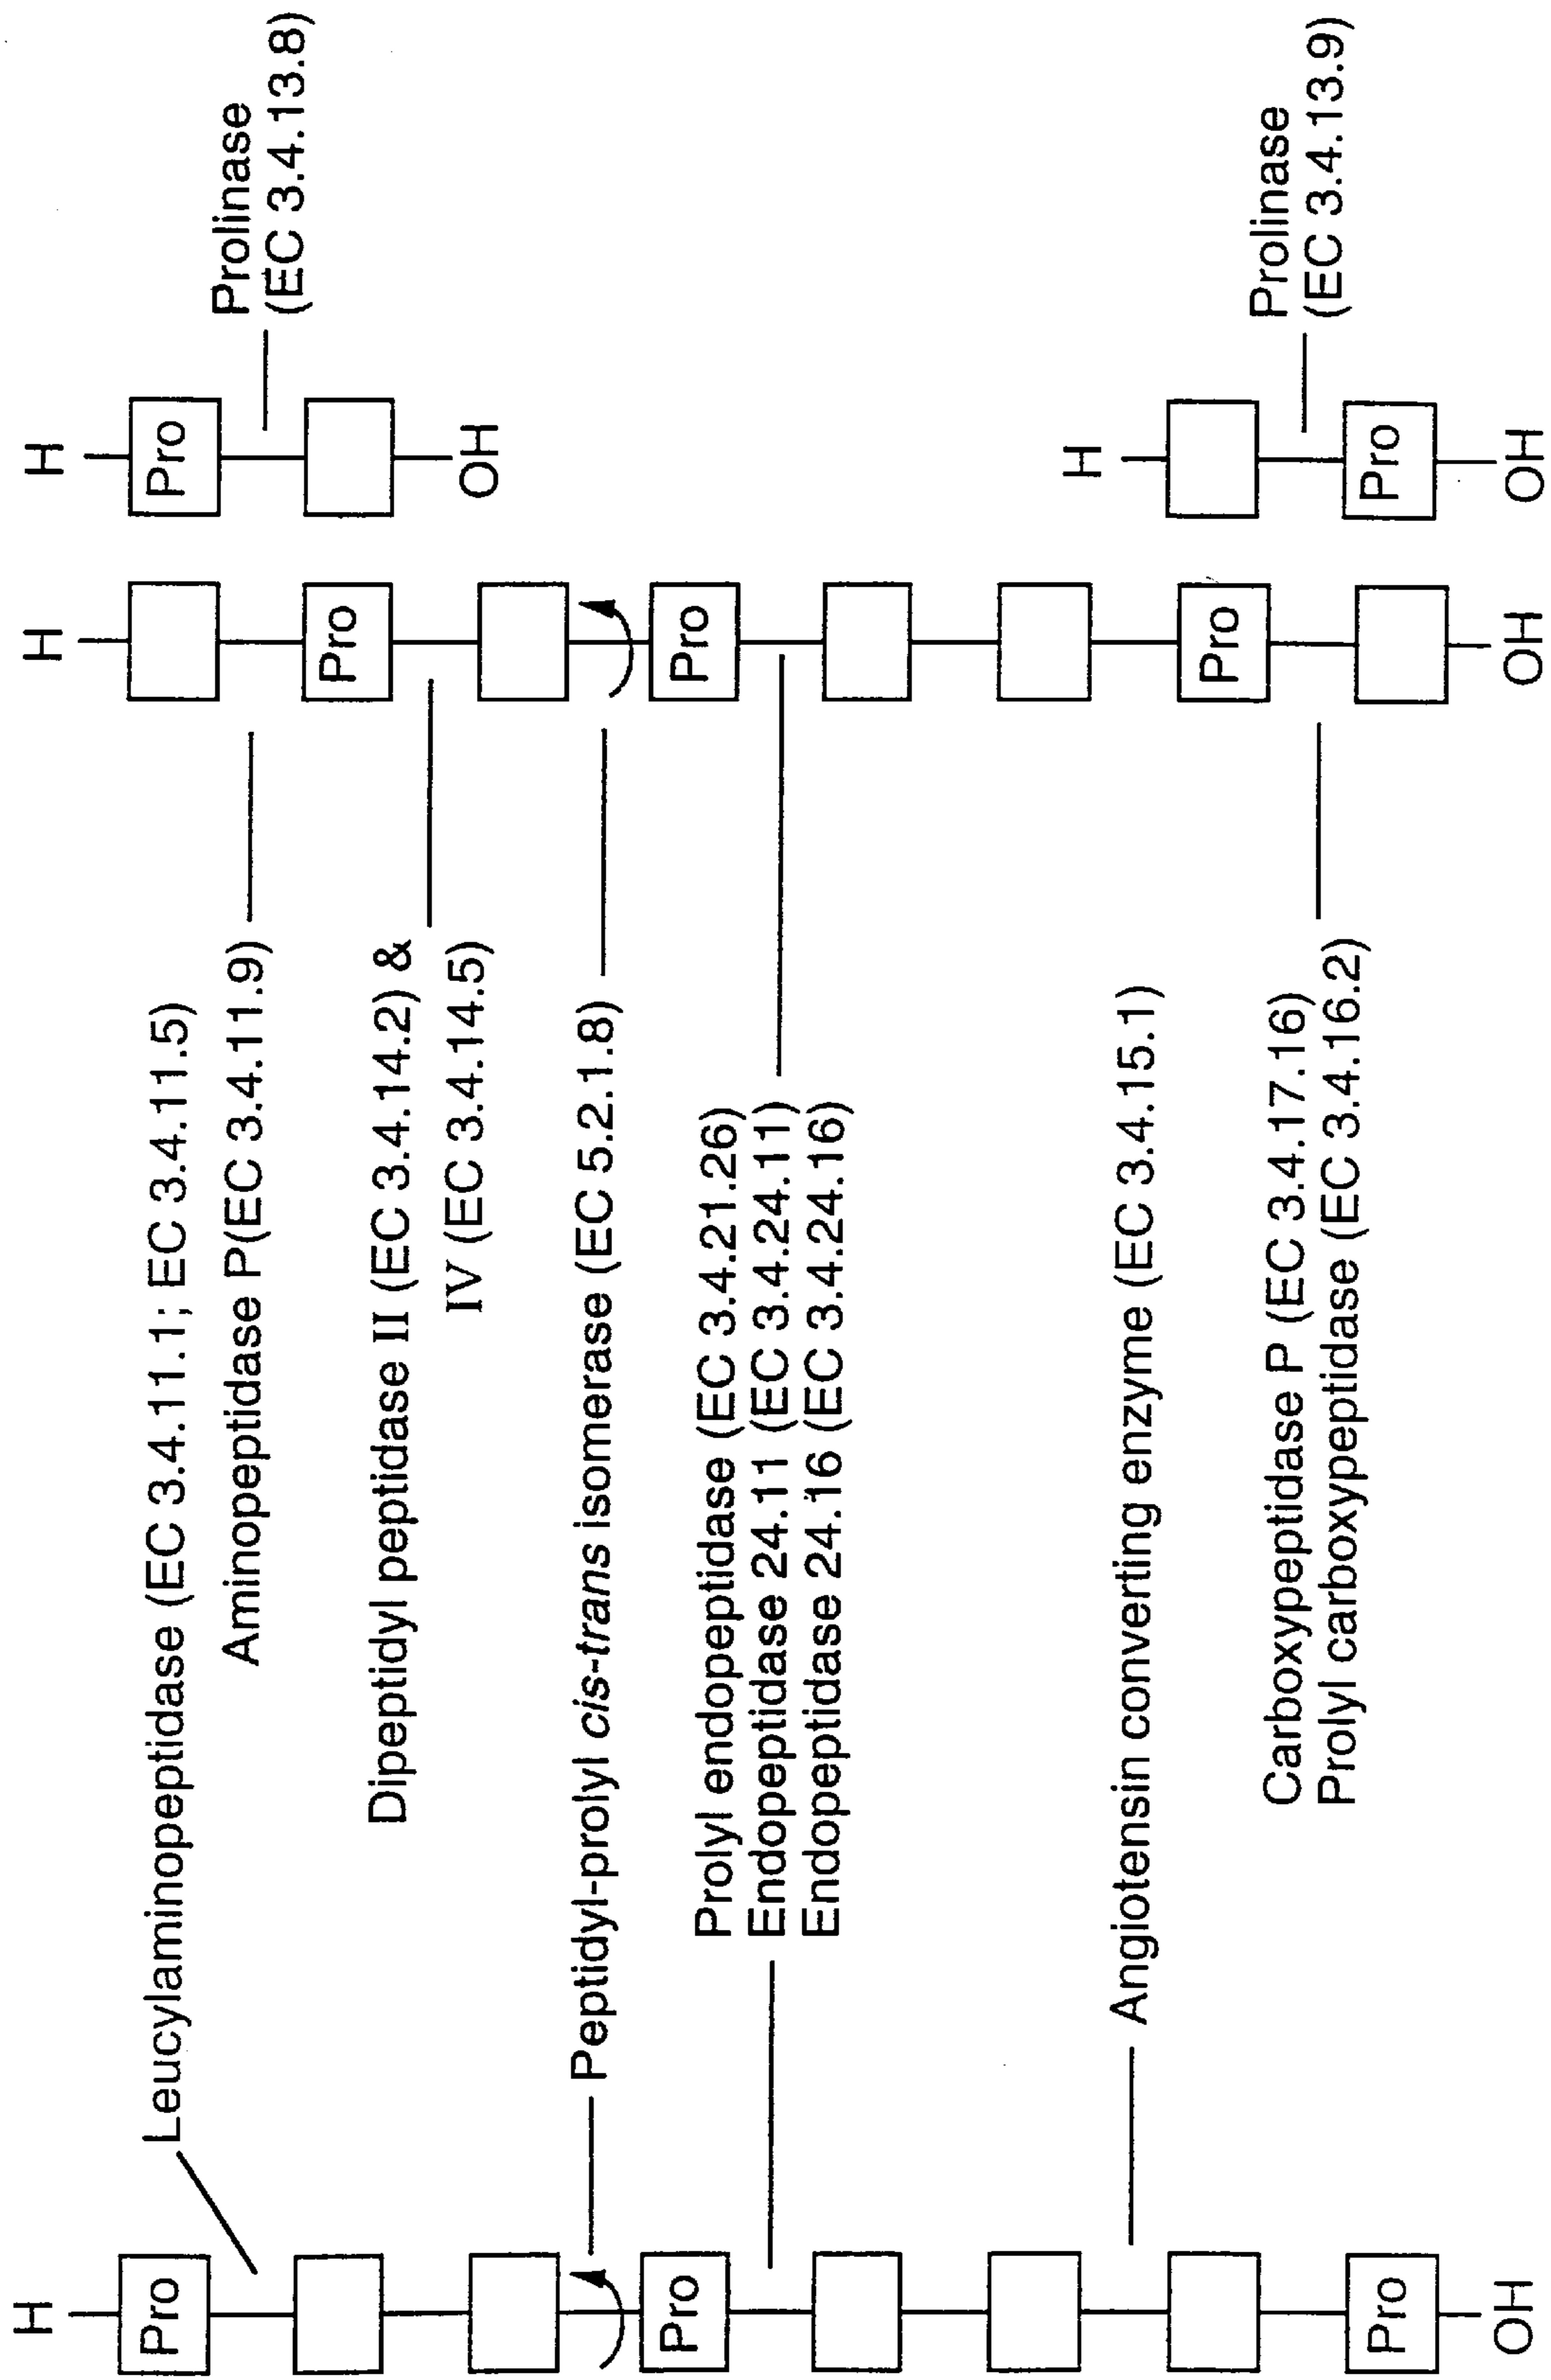 H
H
H
Pro
Leucylaminopeptidase (EC 3.4.11.1; EC 3.4.11.5)
Pro
Aminopeptidase P(EC 3.4.11.9)
Prolinase
(EC 3.4.13.8)
Pro
Dipeptidyl peptidase II (EC 3.4.14.2) &
IV (EC 3.4.14.5)
OH
Peptidyl-prolyl cis-trans isomerase (EC 5.2.1.8)
Pro
Prolyl endopeptidase (EC 3.4.21.26)
Endopeptidase 24.11 (EC 3.4.24.11)
Endopeptidase 24.16 (EC 3.4.24.16)
Pro
H
Angiotensin converting enzyme (EC 3.4.15.1)
Pro
Carboxypeptidase P (EC 3.4.17.16)
Prolyl carboxypeptidase (EC 3.4.16.2)
Prolinase
(EC 3.4.13.9)
Pro
Pro
OH
OH
OH